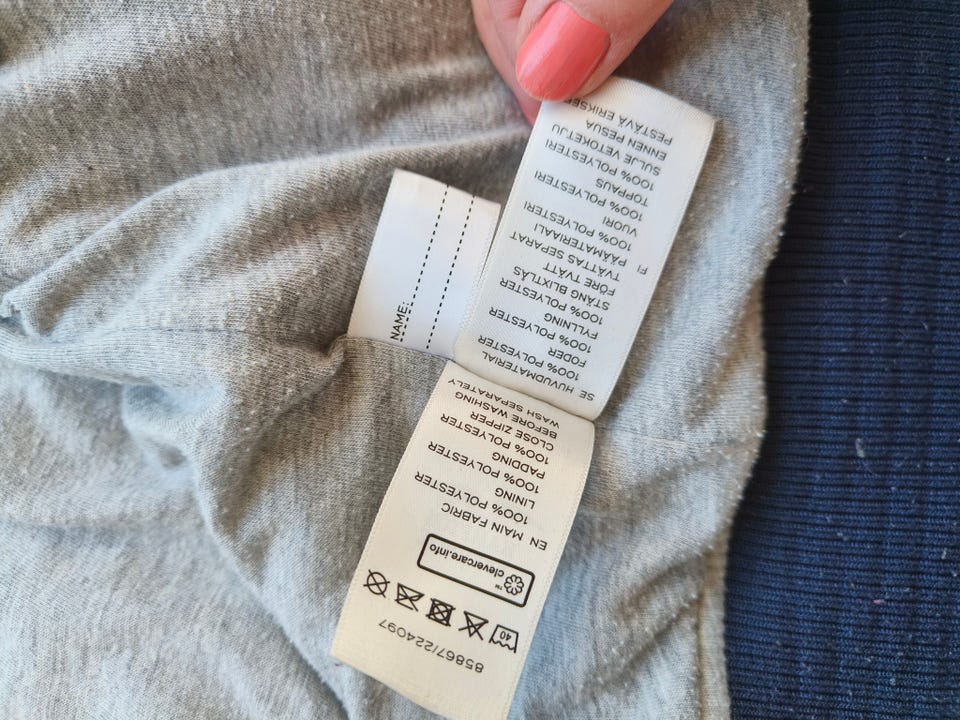 85867/224097
40
clevercare.info™
EN MAIN FABRIC
100% POLYESTER
LINING
100% POLYESTER
PADDING
100% POLYESTER
CLOSE ZIPPER
BEFORE WASHING
WASH SEPARATELY
SE HUVUDMATERIAL
100% POLYESTER
FODER
100% POLYESTER
FYLLNING
100% POLYESTER
STÄNG BLIXTLÅS
FÖRE TVÄTT
TVÄTTAS SEPARAT
FI PÄÄMATERIAALI
100% POLYESTERI
VUORI
100% POLYESTERI
TOPPAUS
100% POLYESTERI
SULJE VETOKETJU
ENNEN PESUA
PESTÄVÄ
NAME: